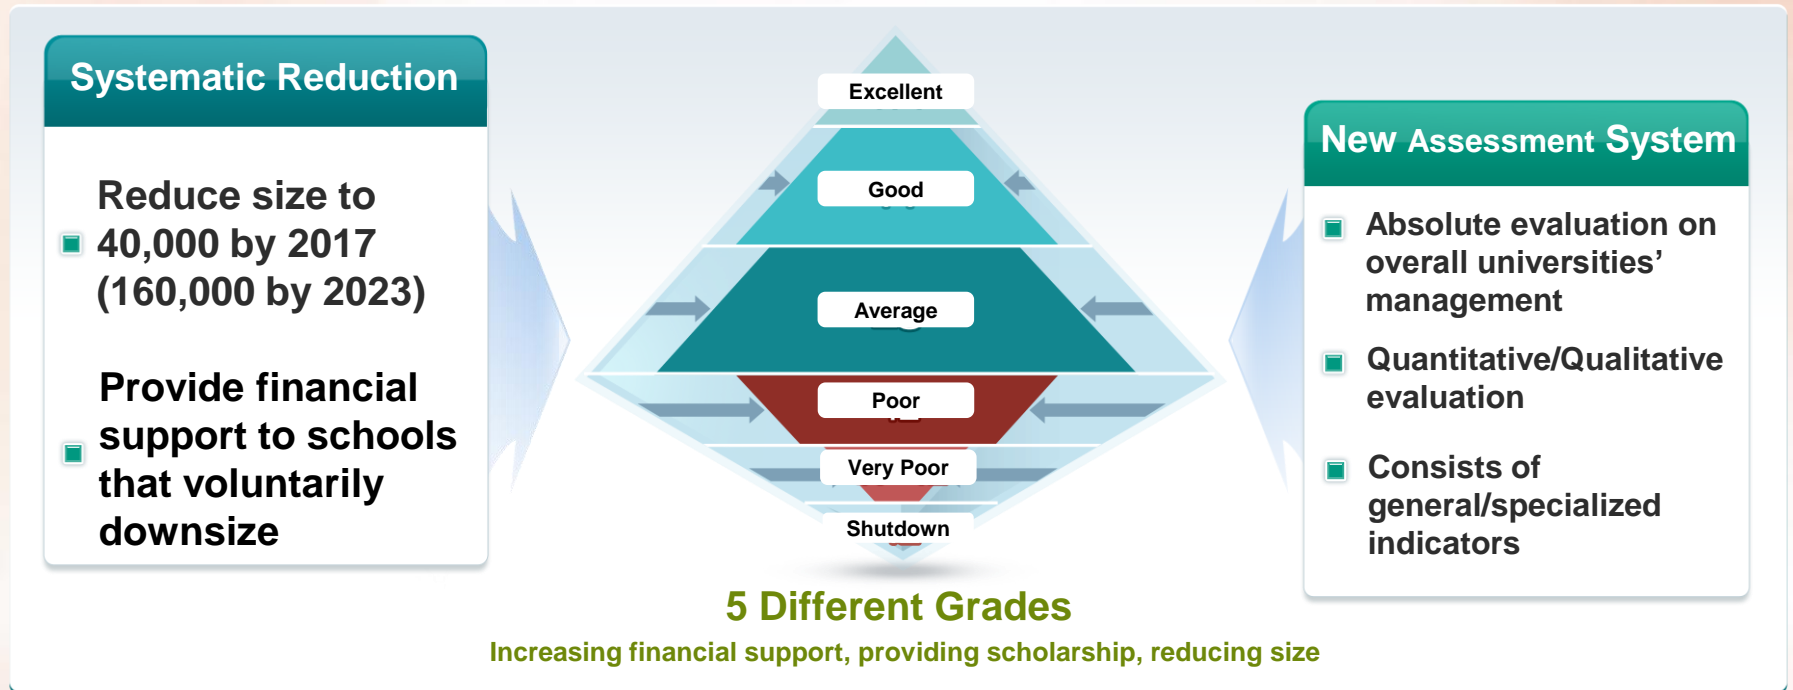 Systematic Reduction
Reduce size to
40,000 by 2017
(160,000 by 2023)
Provide financial
support to schools
that voluntarily
downsize
Excellent
Good
Average
Poor
Very Poor
Shutdown
5 Different Grades
Increasing financial support, providing scholarship, reducing size
New Assessment System
Absolute evaluation on
overall universities’
management
Quantitative/Qualitative
evaluation
Consists of
general/specialized
indicators